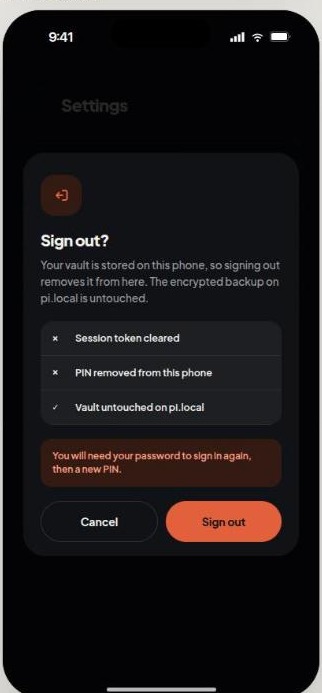 9:41
Settings
Sign out?
Your vault is stored on this phone, so signing out
removes it from here. The encrypted backup on
pi.local is untouched.
× Session token cleared
× PIN removed from this phone
✓ Vault untouched on pi.local
You will need your password to sign in again,
then a new PIN.
Cancel
Sign out